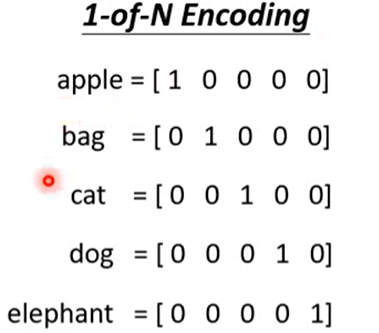 1-of-N Encoding
apple = [ 1 0 0 0 0]
bag = [ 0 1 0 0 0]
cat = [ 0 0 1 0 0]
dog = [ 0 0 0 1 0]
elephant = [ 0 0 0 0 1]